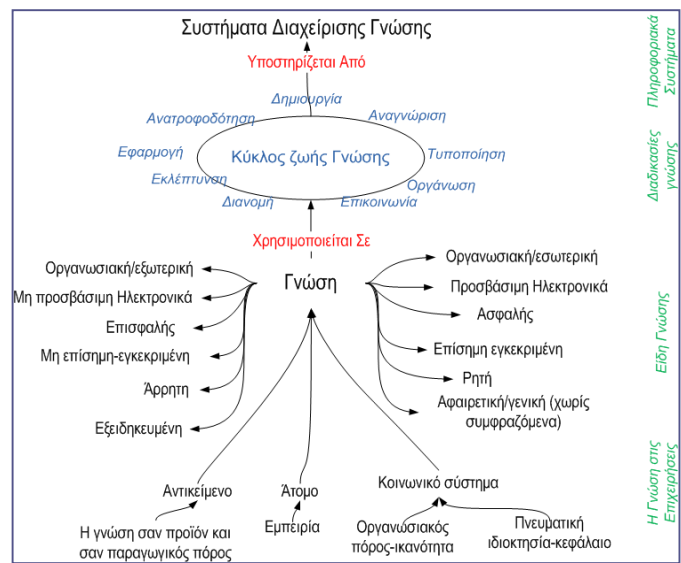 Συστήματα Διαχείρισης Γνώσης
Υποστηρίζεται Από
Δημιουργία
Ανατροφοδότηση
Αναγνώριση
Εφαρμογή
Κύκλος ζωής Γνώσης
Τυποποίηση
Εκλέπτυνση
Οργάνωση
Διανομή
Επικοινωνία
Χρησιμοποιείται Σε
Γνώση
Οργανωσιακή/εξωτερική
Μη προσβάσιμη Ηλεκτρονικά
Επισφαλής
Μη επίσημη-εγκεκριμένη
Άρρητη
Εξειδηκευμένη
Οργανωσιακή/εσωτερική
Προσβάσιμη Ηλεκτρονικά
Ασφαλής
Επίσημη εγκεκριμένη
Ρητή
Αφαιρετική/γενική (χωρίς
συμφραζόμενα)
Αντικείμενο
Άτομο
Κοινωνικό σύστημα
Η γνώση σαν προϊόν και
σαν παραγωγικός πόρος
Εμπειρία
Οργανωσιακός
πόρος-ικανότητα
Πνευματική
ιδιοκτησία-κεφάλαιο
Πληροφοριακά
Συστήματα
Διαδικασίες
γνώσης
Είδη Γνώσης
Η Γνώση στις
Επιχειρήσεις